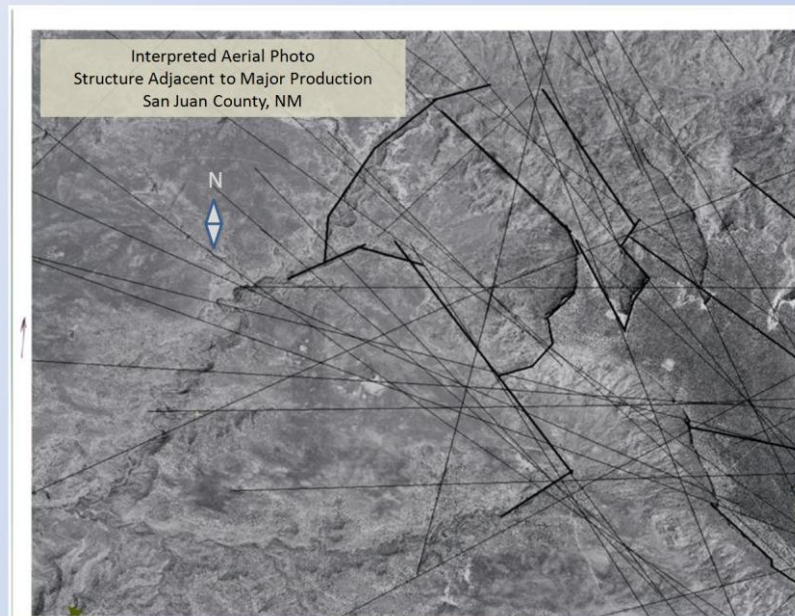 Interpreted Aerial Photo
Structure Adjacent to Major Production
San Juan County, NM
N